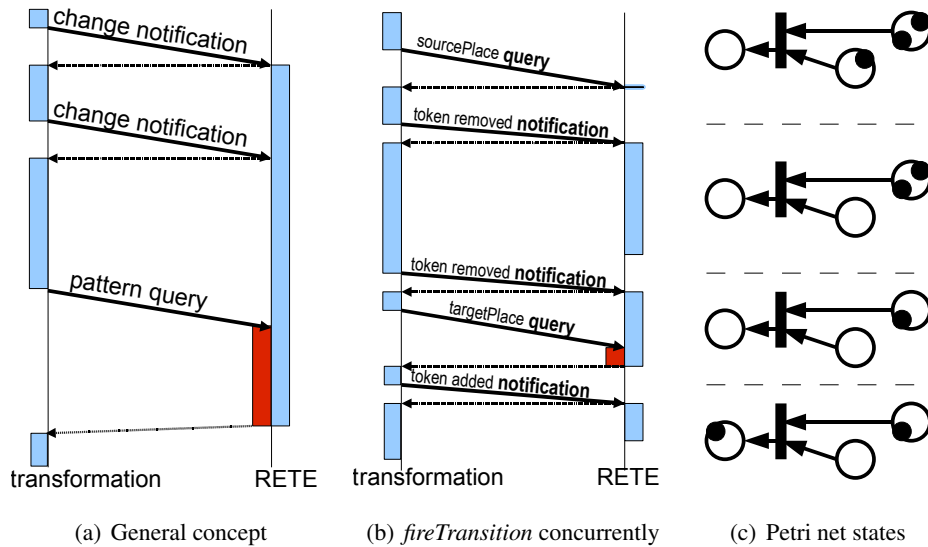 change notification
change notification
pattern query
transformation
RETE
(a) General concept
sourcePlace query
token removed notification
token removed notification
targetPlace query
token added notification
transformation
RETE
(b) fireTransition concurrently
(c) Petri net states